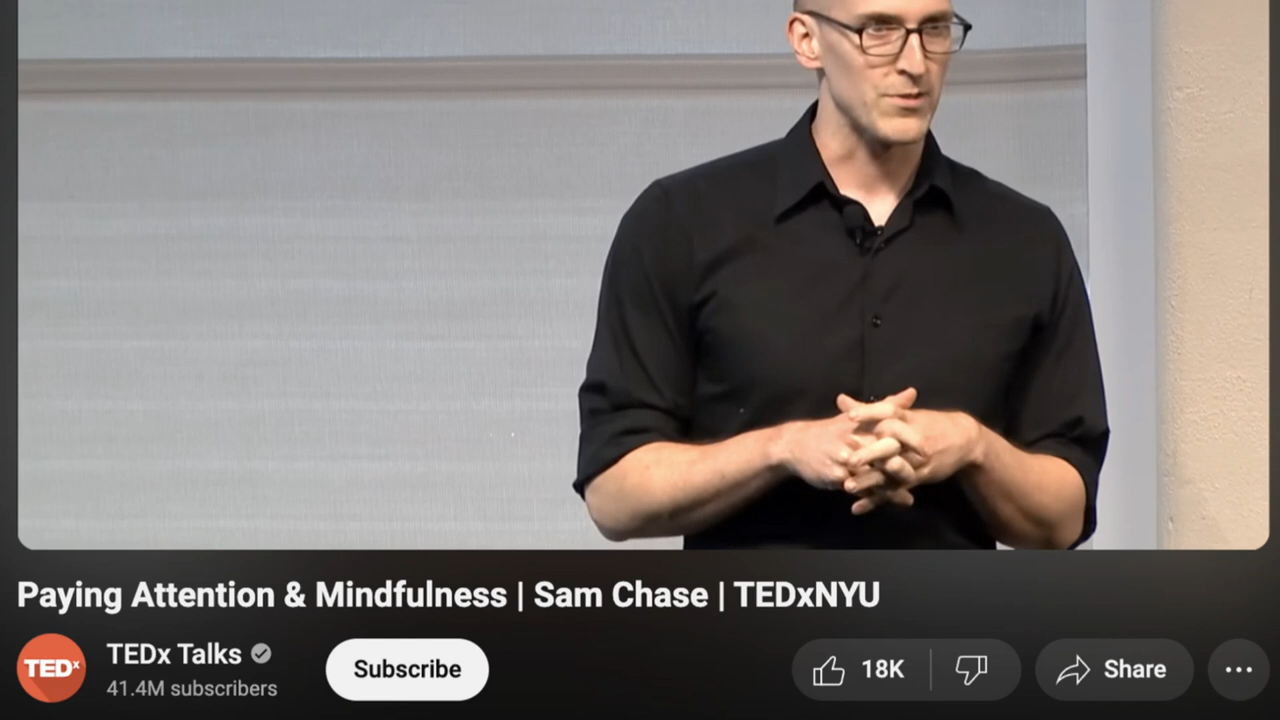 Paying Attention & Mindfulness | Sam Chase | TEDxNYU
TEDx
TEDx Talks
41.4M subscribers
Subscribe
18K
Share